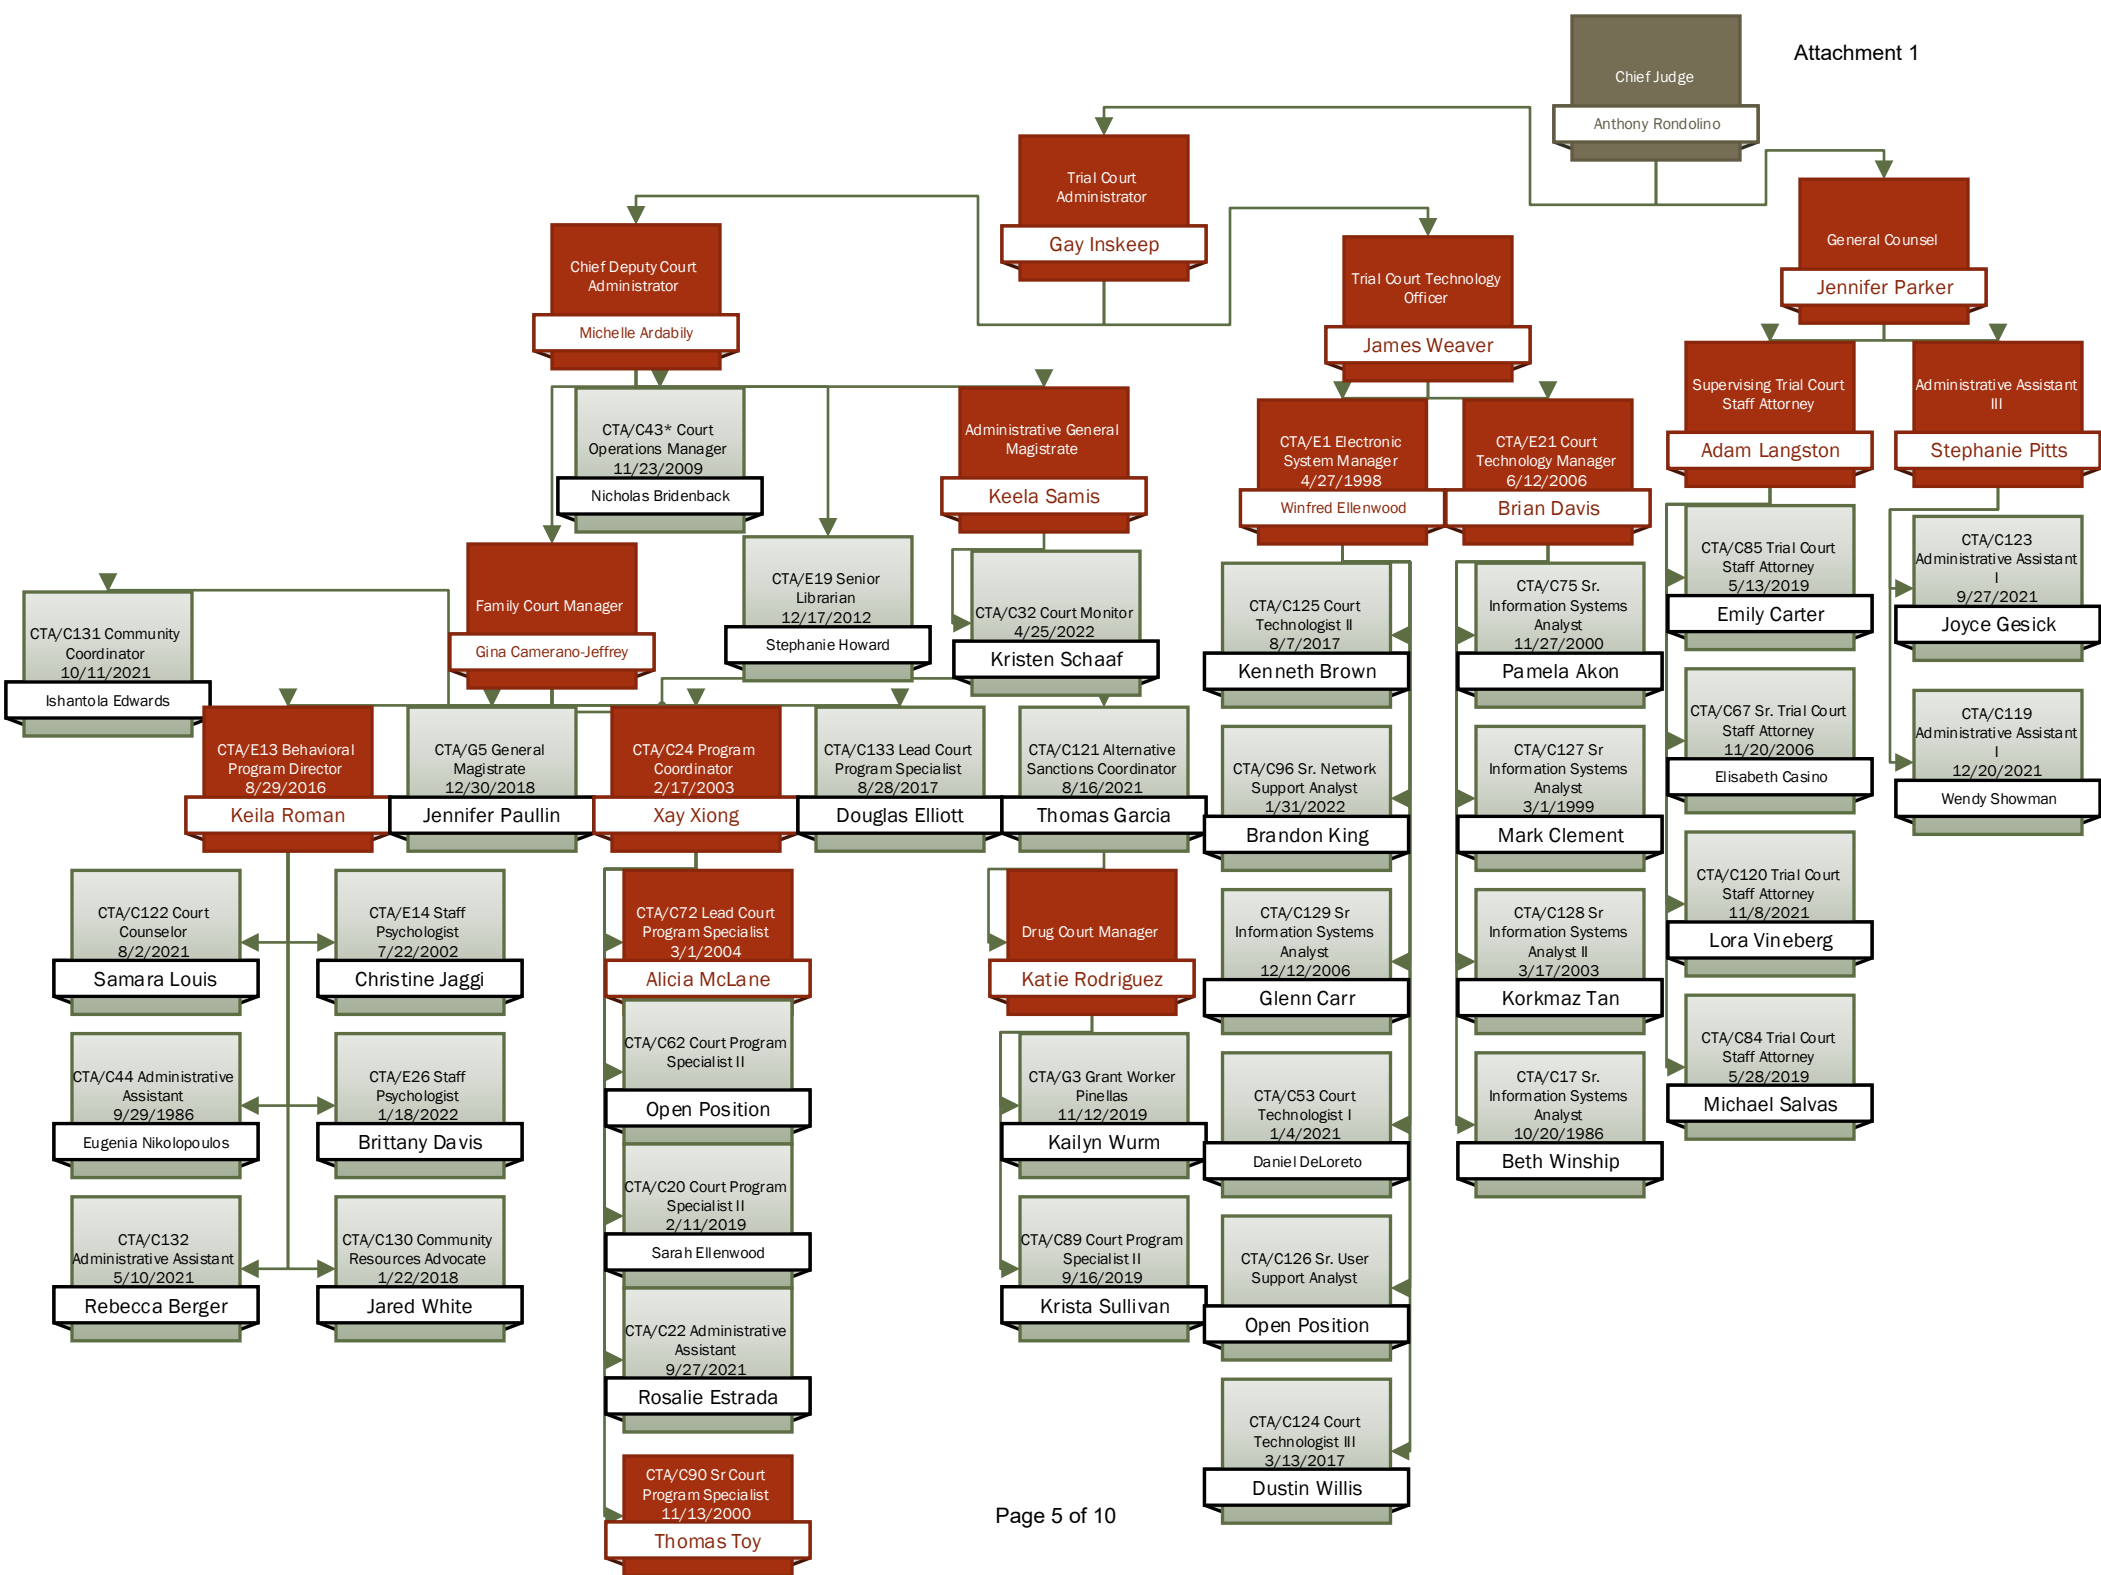 Attachment 1
Chief Judge
Anthony Rondolino
Trial Court
Administrator
Gay Inskeep
General Counsel
Jennifer Parker
Chief Deputy Court
Administrator
Michelle Ardabily
Trial Court Technology
Officer
James Weaver
Supervising Trial Court
Staff Attorney
Adam Langston
Administrative Assistant
III
Stephanie Pitts
CTA/C43* Court
Operations Manager
11/23/2009
Nicholas Bridenback
Administrative General
Magistrate
Keela Samis
CTA/E1 Electronic
System Manager
4/27/1998
Winfred Ellenwood
CTA/E21 Court
Technology Manager
6/12/2006
Brian Davis
Family Court Manager
Gina Camerano-Jeffrey
CTA/E19 Senior
Librarian
12/17/2012
Stephanie Howard
CTA/C32 Court Monitor
4/25/2022
Kristen Schaaf
CTA/C131 Community
Coordinator
10/11/2021
Ishantola Edwards
CTA/C125 Court
Technologist II
8/7/2017
Kenneth Brown
CTA/C75 Sr.
Information Systems
Analyst
11/27/2000
Pamela Akon
CTA/C85 Trial Court
Staff Attorney
5/13/2019
Emily Carter
CTA/C123
Administrative Assistant
I
9/27/2021
Joyce Gesick
CTA/E13 Behavioral
Program Director
8/29/2016
Keila Roman
CTA/G5 General
Magistrate
12/30/2018
Jennifer Paullin
CTA/C24 Program
Coordinator
2/17/2003
Xay Xiong
CTA/C133 Lead Court
Program Specialist
8/28/2017
Douglas Elliott
CTA/C121 Alternative
Sanctions Coordinator
8/16/2021
Thomas Garcia
CTA/C96 Sr. Network
Support Analyst
1/31/2022
Brandon King
CTA/C127 Sr
Information Systems
Analyst
3/1/1999
Mark Clement
CTA/C67 Sr. Trial Court
Staff Attorney
11/20/2006
Elisabeth Casino
CTA/C119
Administrative Assistant
I
12/20/2021
Wendy Showman
CTA/C122 Court
Counselor
8/2/2021
Samara Louis
CTA/E14 Staff
Psychologist
7/22/2002
Christine Jaggi
CTA/C72 Lead Court
Program Specialist
3/1/2004
Alicia McLane
Drug Court Manager
Katie Rodriguez
CTA/C129 Sr
Information Systems
Analyst
12/12/2006
Glenn Carr
CTA/C128 Sr
Information Systems
Analyst II
3/17/2003
Korkmaz Tan
CTA/C120 Trial Court
Staff Attorney
11/8/2021
Lora Vineberg
CTA/C44 Administrative
Assistant
9/29/1986
Eugenia Nikolopoulos
CTA/E26 Staff
Psychologist
1/18/2022
Brittany Davis
CTA/C62 Court Program
Specialist II
Open Position
CTA/G3 Grant Worker
Pinellas
11/12/2019
Kailyn Wurm
CTA/C53 Court
Technologist I
1/4/2021
Daniel DeLoreto
CTA/C17 Sr.
Information Systems
Analyst
10/20/1986
Beth Winship
CTA/C84 Trial Court
Staff Attorney
5/28/2019
Michael Salvas
CTA/C132
Administrative Assistant
5/10/2021
Rebecca Berger
CTA/C130 Community
Resources Advocate
1/22/2018
Jared White
CTA/C20 Court Program
Specialist II
2/11/2019
Sarah Ellenwood
CTA/C89 Court Program
Specialist II
9/16/2019
Krista Sullivan
CTA/C126 Sr. User
Support Analyst
Open Position
CTA/C22 Administrative
Assistant
9/27/2021
Rosalie Estrada
CTA/C124 Court
Technologist III
3/13/2017
Dustin Willis
CTA/C90 Sr Court
Program Specialist
11/13/2000
Thomas Toy
Page 5 of 10